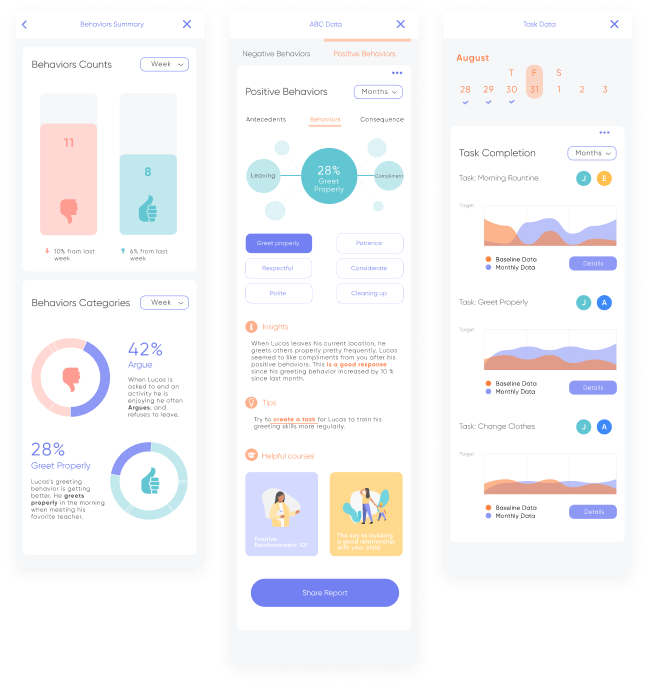 Behaviors Summary
Behaviors Counts
Week
11
8
10% from last
week
6% from last
week
Behaviors Categories
Week
42%
Argue
When Lucas is
asked to end an
activity he is
enjoying he often
Argues, and
refuses to leave.
28%
Greet Properly
Lucas's greeting
behavior is getting
better. He greets
properly in the morning
when meeting his
favorite teacher.
ABC Data
Negative Behaviors
Positive Behaviors
Positive Behaviors
Months
Antecedents
Behaviors
Consequence
Leaving
28%
Greet
Properly
Compliment
Greet properly
Patience
Respectful
Considerate
Polite
Cleaning up
Insights
When Lucas leaves his current location, he
greets others properly pretty frequently. Lucas
seemed to like compliments from you after his
positive behaviors. This is a good response
since his greeting behavior increased by 10 %
since last month.
Tips
Try to create a task for Lucas to train his
greeting skills more regularly.
Helpful courses
Positive
Reinforcement 101
The key to building
a good relationship
with your child
Share Report
Task Data
August
T F S
28 29 30 31 1 2 3
Task Completion
Months
Task: Morning Rountine
J E
Target
Baseline Data
Monthly Data
Details
Task: Greet Properly
J A
Target
Baseline Data
Monthly Data
Details
Task: Change Clothes
J A
Target
Baseline Data
Monthly Data
Details